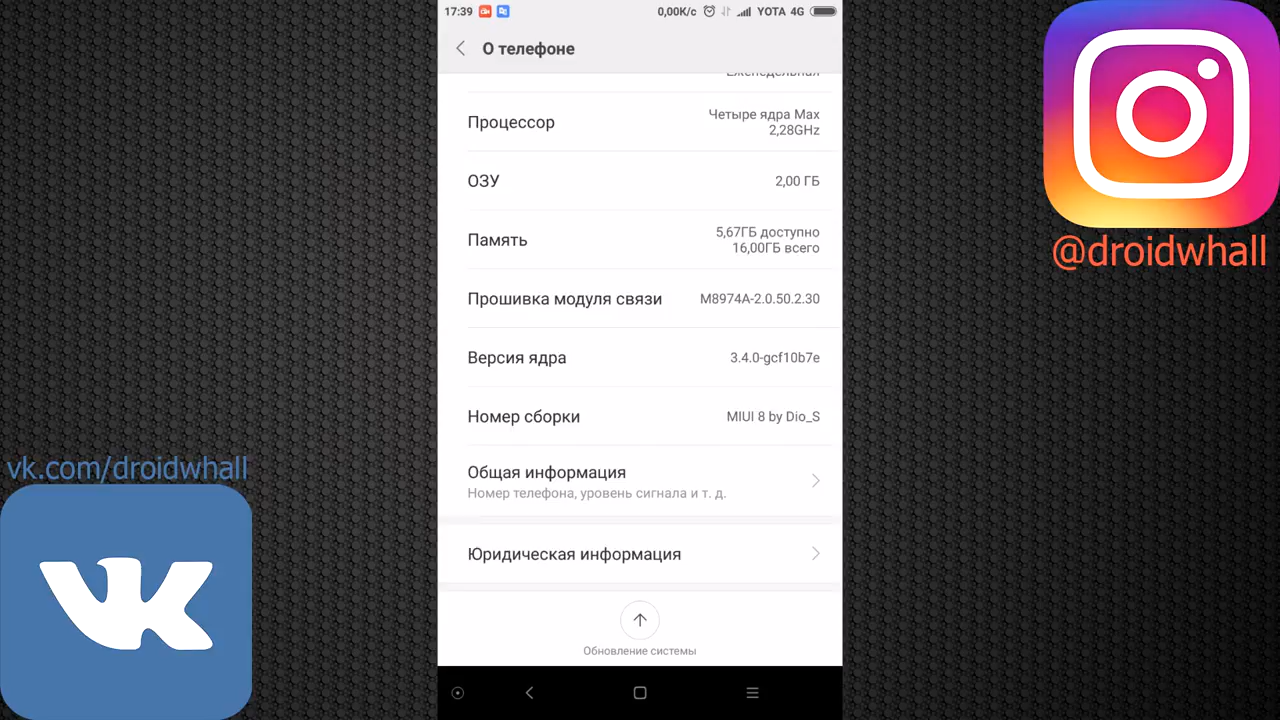 17:39
0,00K/c
YOTA 4G
О телефоне
Еженедельная
Процессор
Четыре ядра Max
2,28GHz
ОЗУ
2,00 ГБ
Память
5,67ГБ доступно
16,00ГБ всего
Прошивка модуля связи
M8974A-2.0.50.2.30
Версия ядра
3.4.0-gcf10b7e
Номер сборки
MIUI 8 by Dio_S
Общая информация
Номер телефона, уровень сигнала и т. д.
Юридическая информация
Обновление системы
@droidwhall
vk.com/droidwhall